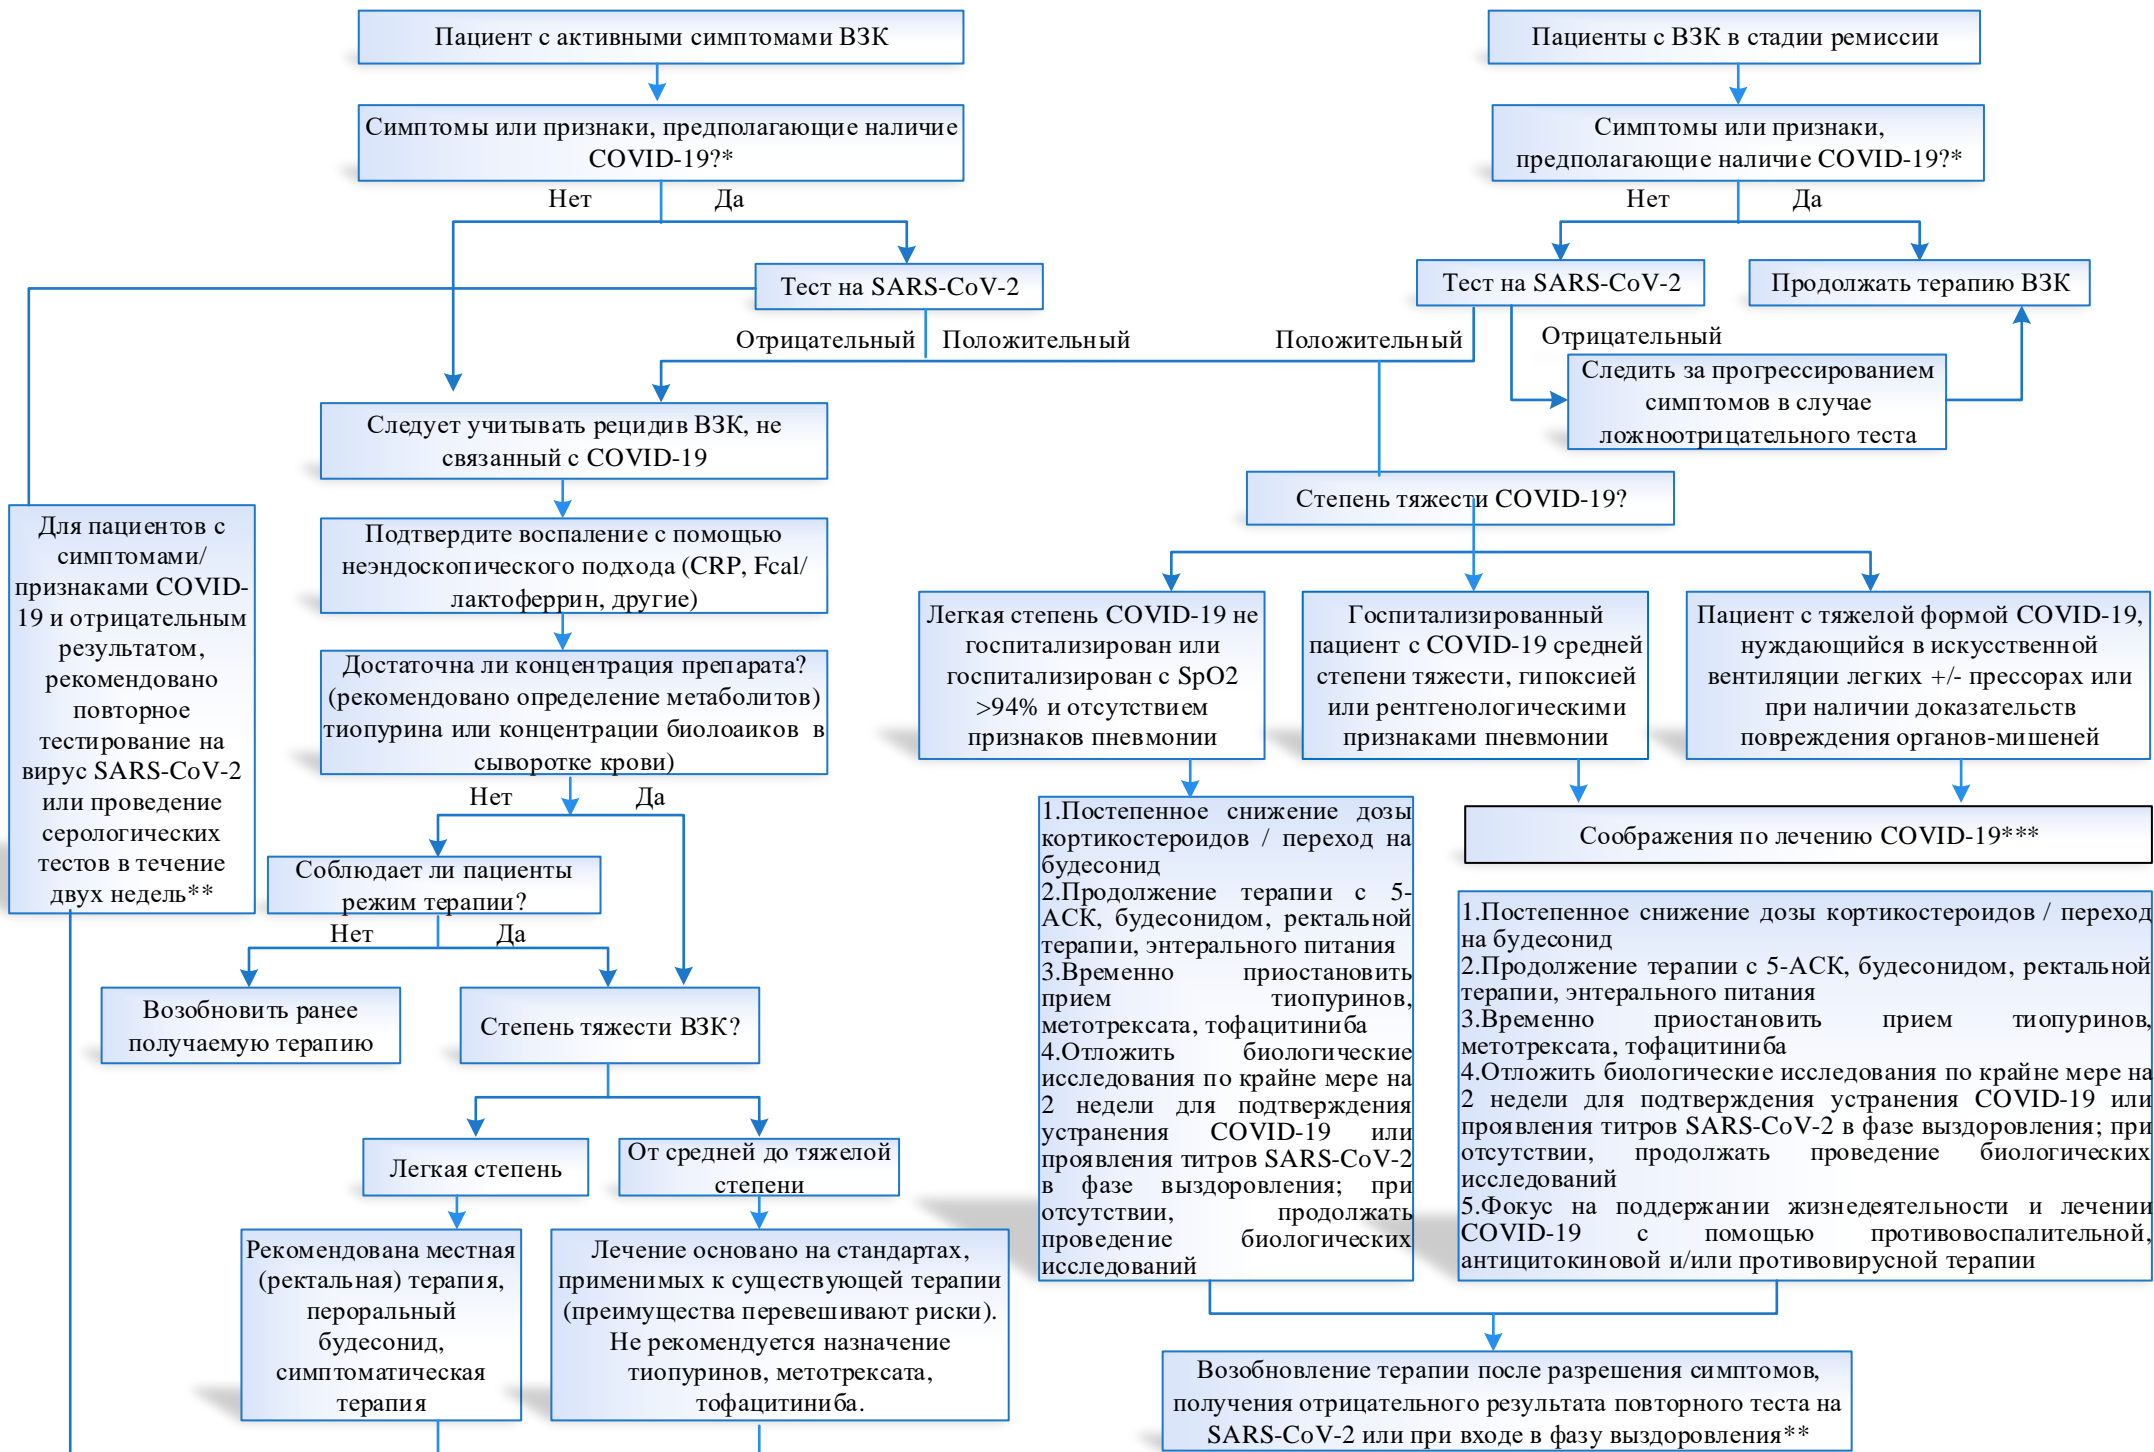 Пациент с активными симптомами ВЗК
Симптомы или признаки, предполагающие наличие
COVID-19?*
Нет
Да
Тест на SARS-CoV-2
Отрицательный
Положительный
Следует учитывать рецидив ВЗК, не
связанный с COVID-19
Подтвердите воспаление с помощью
неэндоскопического подхода (CRP, Fcal/
лактоферрин, другие)
Достаточна ли концентрация препарата?
(рекомендовано определение метаболитов)
тиопурина или концентрации биолоаиков в
сыворотке крови)
Нет
Да
Соблюдает ли пациенты
режим терапии?
Нет
Да
Возобновить ранее
получаемую терапию
Степень тяжести ВЗК?
Легкая степень
От средней до тяжелой
степени
Рекомендована местная
(ректальная) терапия,
пероральный
будесонид,
симптоматическая
терапия
Лечение основано на стандартах,
применимых к существующей терапии
(преимущества перевешивают риски).
Не рекомендуется назначение
тиопуринов, метотрексата,
тофацитиниба.
Для пациентов с
симптомами/
признаками COVID-
19 и отрицательным
результатом,
рекомендовано
повторное
тестирование на
вирус SARS-CoV-2
или проведение
серологических
тестов в течение
двух недель**
Пациенты с ВЗК в стадии ремиссии
Симптомы или признаки,
предполагающие наличие COVID-19?*
Нет
Да
Тест на SARS-CoV-2
Продолжать терапию ВЗК
Положительный
Отрицательный
Следить за прогрессированием
симптомов в случае
ложноотрицательного теста
Степень тяжести COVID-19?
Легкая степень COVID-19 не
госпитализирован или
госпитализирован с SpO2
>94% и отсутствием
признаков пневмонии
Госпитализированный
пациент с COVID-19 средней
степени тяжести, гипоксией
или рентгенологическими
признаками пневмонии
Пациент с тяжелой формой COVID-19,
нуждающийся в искусственной
вентиляции легких +/- прессорах или
при наличии доказательств
повреждения органов-мишеней
1.Постепенное снижение дозы
кортикостероидов / переход на
будесонид
2.Продолжение терапии с 5-
АСК, будесонидом, ректальной
терапии, энтерального питания
3.Временно приостановить
прием тиопуринов,
метотрексата, тофацитиниба
4.Отложить биологические
исследования по крайне мере на
2 недели для подтверждения
устранения COVID-19 или
проявления титров SARS-CoV-2
в фазе выздоровления; при
отсутствии, продолжать
проведение биологических
исследований
Соображения по лечению COVID-19***
1.Постепенное снижение дозы кортикостероидов / переход
на будесонид
2.Продолжение терапии с 5-АСК, будесонидом, ректальной
терапии, энтерального питания
3.Временно приостановить прием тиопуринов,
метотрексата, тофацитиниба
4.Отложить биологические исследования по крайне мере на
2 недели для подтверждения устранения COVID-19 или
проявления титров SARS-CoV-2 в фазе выздоровления; при
отсутствии, продолжать проведение биологических
исследований
5.Фокус на поддержании жизнедеятельности и лечении
COVID-19 с помощью противовоспалительной,
антицитокиновой и/или противовирусной терапии
Возобновление терапии после разрешения симптомов,
получения отрицательного результата повторного теста на
SARS-CoV-2 или при входе в фазу выздоровления**